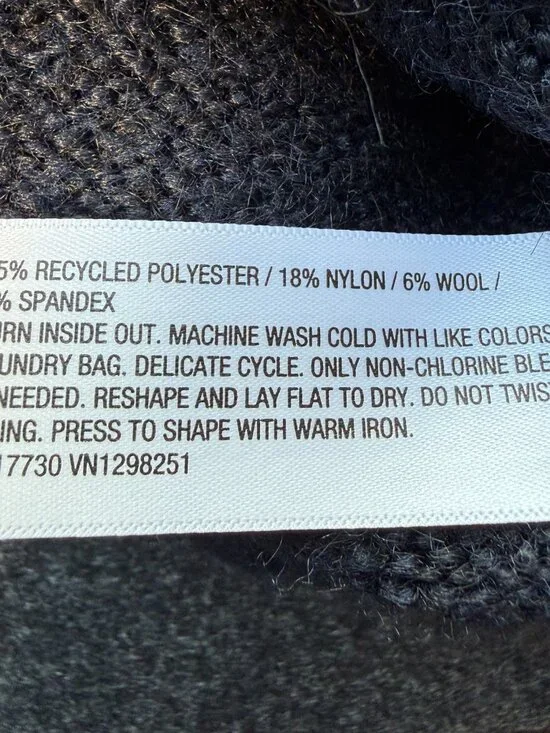 5% RECYCLED POLYESTER / 18% NYLON / 6% WOOL /
% SPANDEX
URN INSIDE OUT. MACHINE WASH COLD WITH LIKE COLORS
UNDRY BAG. DELICATE CYCLE. ONLY NON-CHLORINE BLE
NEEDED. RESHAPE AND LAY FLAT TO DRY. DO NOT TWIS
ING. PRESS TO SHAPE WITH WARM IRON.
17730 VN1298251